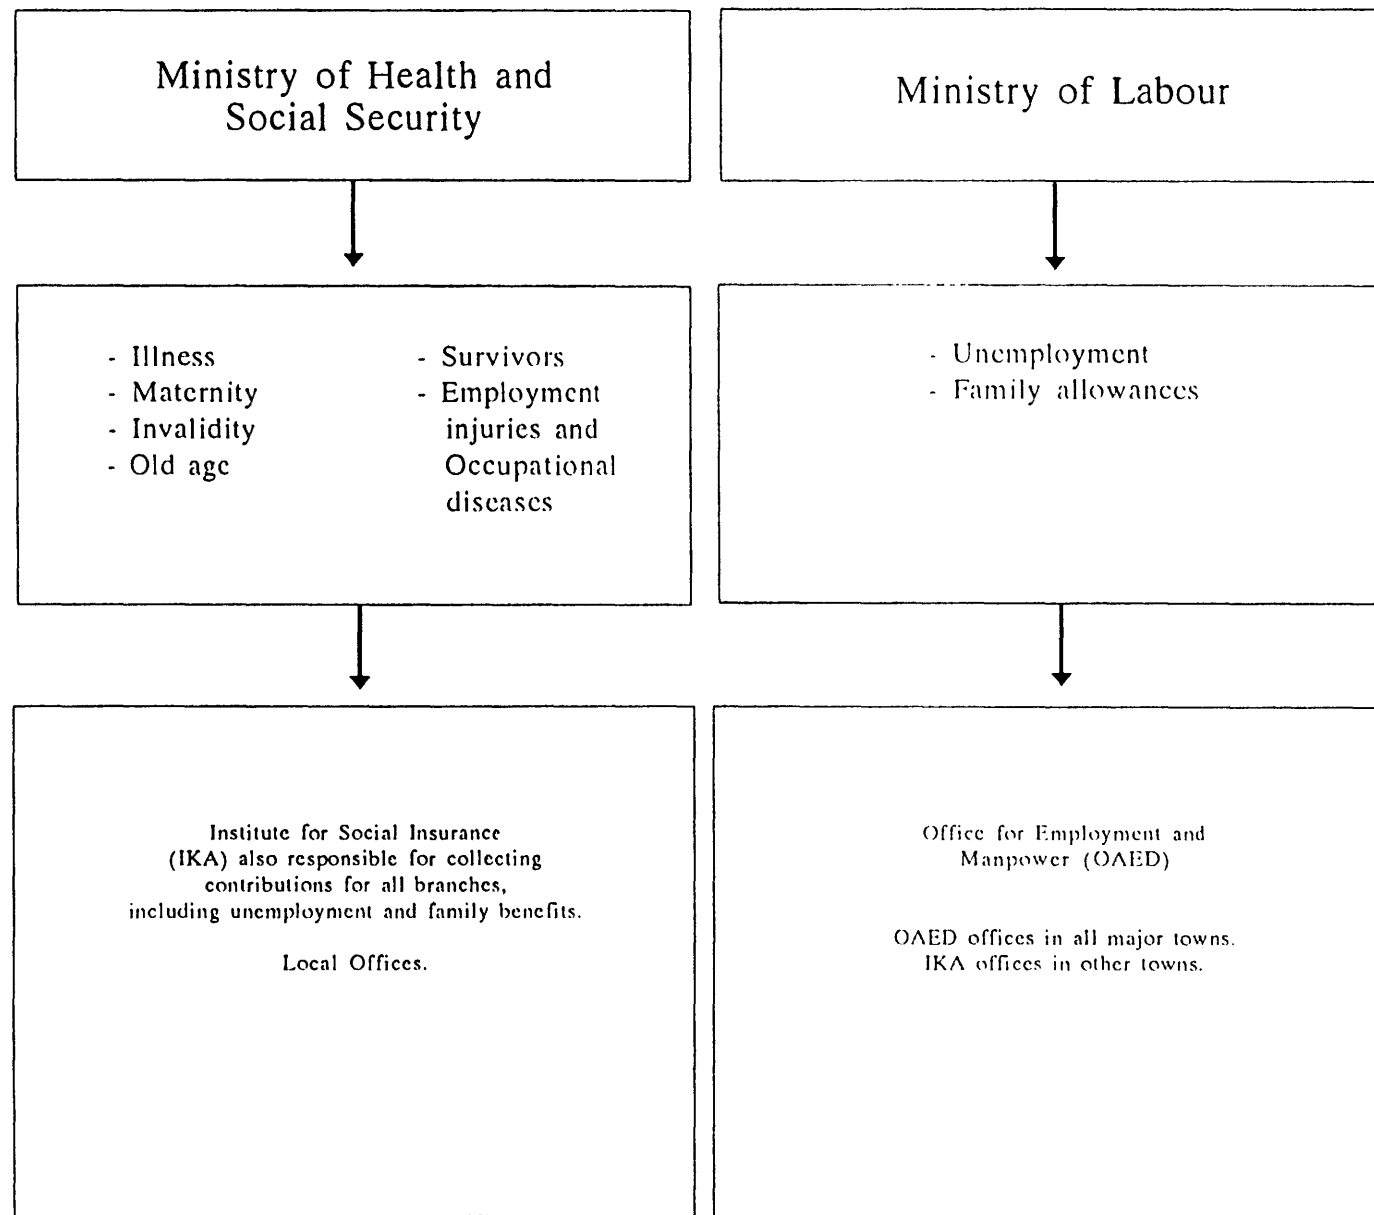 Ministry of Health and
Social Security
Ministry of Labour
- Illness
- Maternity
- Invalidity
- Old age
- Survivors
- Employment
injuries and
Occupational
diseases
- Unemployment
- Family allowances
Institute for Social Insurance
(IKA) also responsible for collecting
contributions for all branches,
including unemployment and family benefits.
Local Offices.
Office for Employment and
Manpower (OAED)
OAED offices in all major towns.
IKA offices in other towns.